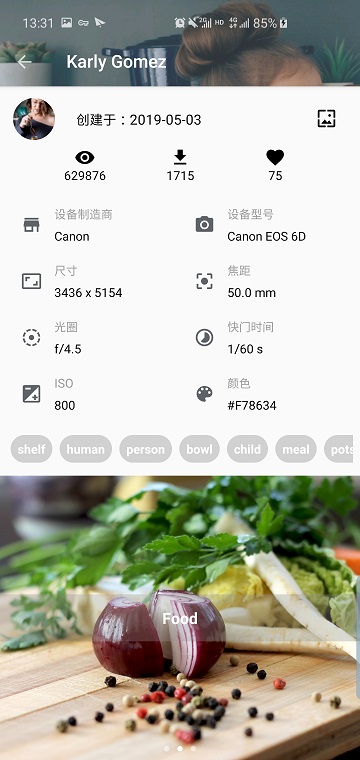 13:31 2G HD 4G 85%
Karly Gomez
创建于：2019-05-03
629876 1715 75
设备制造商 设备型号
Canon Canon EOS 6D
尺寸 焦距
3436 x 5154 50.0 mm
光圈 快门时间
f/4.5 1/60 s
ISO 颜色
800 #F78634
shelf human person bowl child meal pots
Food